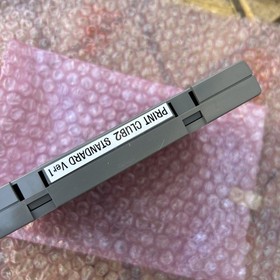 PRINT CLUB2 STANDARD Ver1